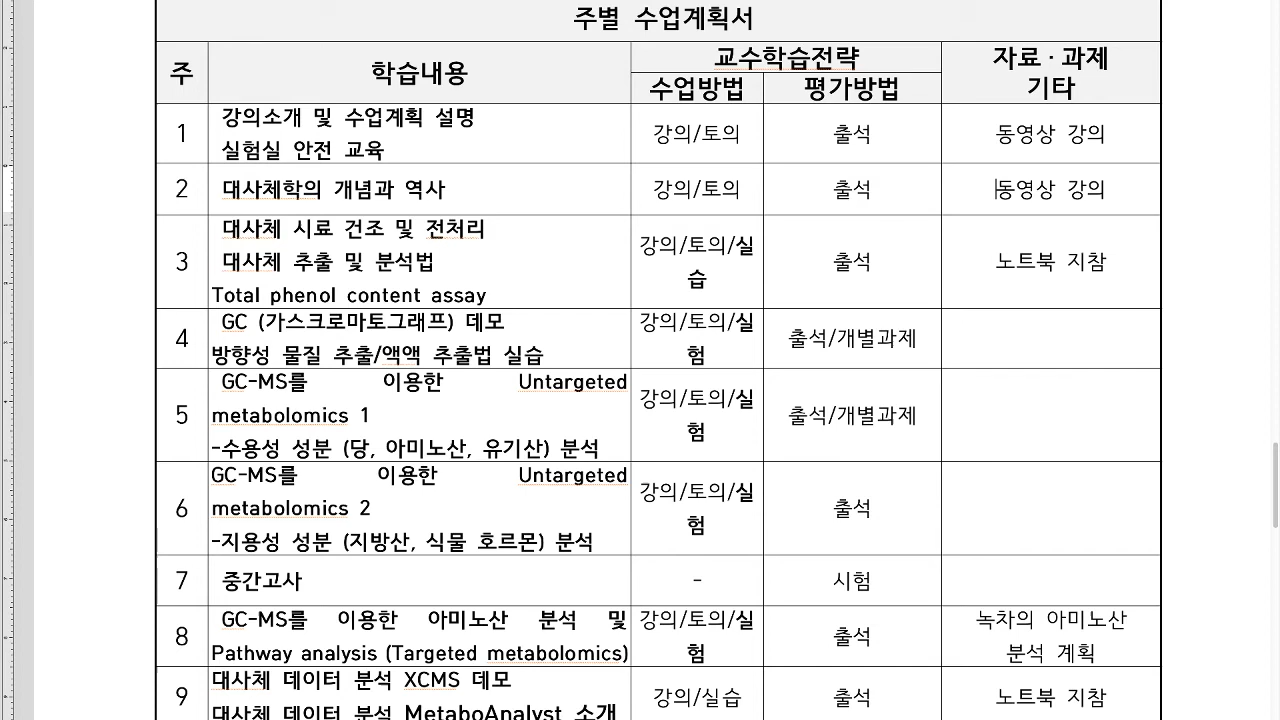 주별 수업계획서
주 학습내용 교수학습전략 자료·과제
수업방법 평가방법 기타
1 강의소개 및 수업계획 설명
실험실 안전 교육 강의/토의 출석 동영상 강의
2 대사체학의 개념과 역사 강의/토의 출석 동영상 강의
3 대사체 시료 건조 및 전처리
대사체 추출 및 분석법
Total phenol content assay 강의/토의/실
습 출석 노트북 지참
4 GC (가스크로마토그래프) 데모
방향성 물질 추출/액액 추출법 실습 강의/토의/실
험 출석/개별과제
5 GC-MS를 이용한 Untargeted
metabolomics 1
-수용성 성분 (당, 아미노산, 유기산) 분석 강의/토의/실
험 출석/개별과제
6 GC-MS를 이용한 Untargeted
metabolomics 2
-지용성 성분 (지방산, 식물 호르몬) 분석 강의/토의/실
험 출석
7 중간고사 - 시험
8 GC-MS를 이용한 아미노산 분석 및
Pathway analysis (Targeted metabolomics) 강의/토의/실
험 출석 녹차의 아미노산
분석 계획
9 대사체 데이터 분석 XCMS 데모
대사체 데이터 분석 MetaboAnalyst 소개 강의/실습 출석 노트북 지참